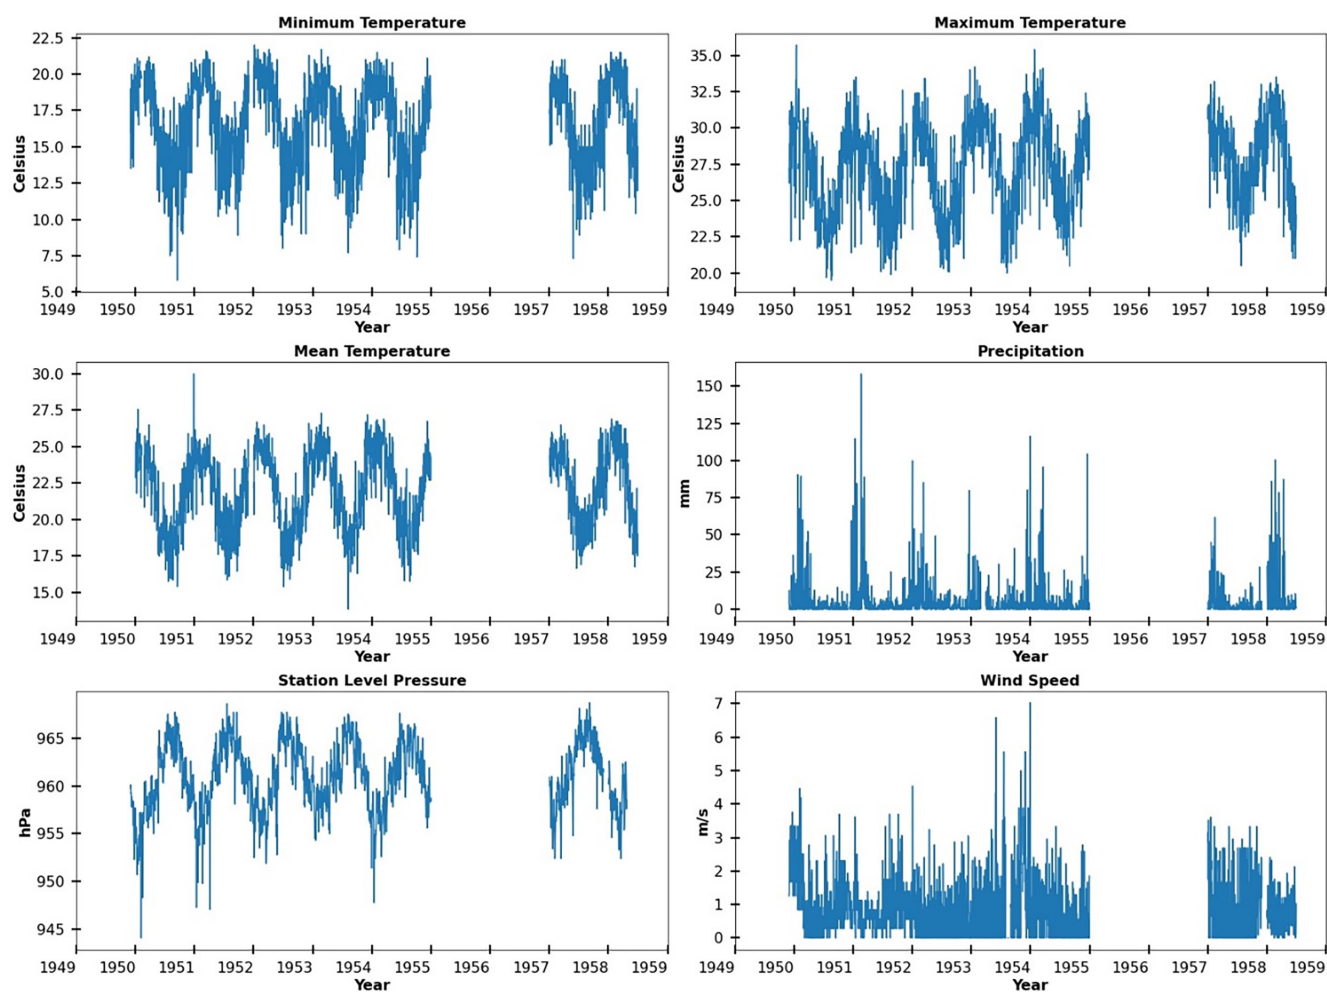 Minimum Temperature
22.5
20.0
17.5
15.0
12.5
10.0
7.5
5.0
Celsius
1949 1950 1951 1952 1953 1954 1955 1956 1957 1958 1959
Year
Maximum Temperature
35.0
32.5
30.0
27.5
25.0
22.5
20.0
Celsius
1949 1950 1951 1952 1953 1954 1955 1956 1957 1958 1959
Year
Mean Temperature
30.0
27.5
25.0
22.5
20.0
17.5
15.0
Celsius
1949 1950 1951 1952 1953 1954 1955 1956 1957 1958 1959
Year
Precipitation
150
125
100
75
50
25
0
mm
1949 1950 1951 1952 1953 1954 1955 1956 1957 1958 1959
Year
Station Level Pressure
965
960
955
950
945
hPa
1949 1950 1951 1952 1953 1954 1955 1956 1957 1958 1959
Year
Wind Speed
7
6
5
4
3
2
1
0
m/s
1949 1950 1951 1952 1953 1954 1955 1956 1957 1958 1959
Year